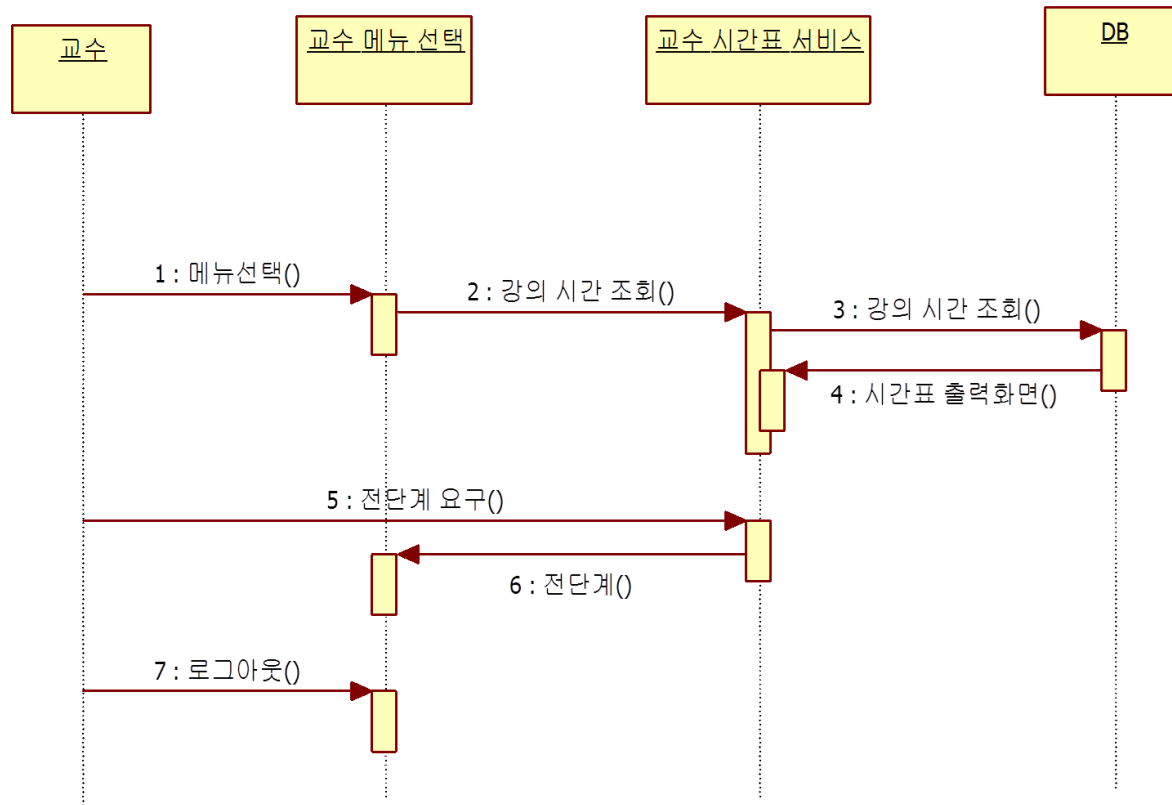 교수
교수 메뉴 선택
교수 시간표 서비스
DB
1 : 메뉴선택()
2 : 강의 시간 조회()
3 : 강의 시간 조회()
4 : 시간표 출력화면()
5 : 전단계 요구()
6 : 전단계()
7 : 로그아웃()